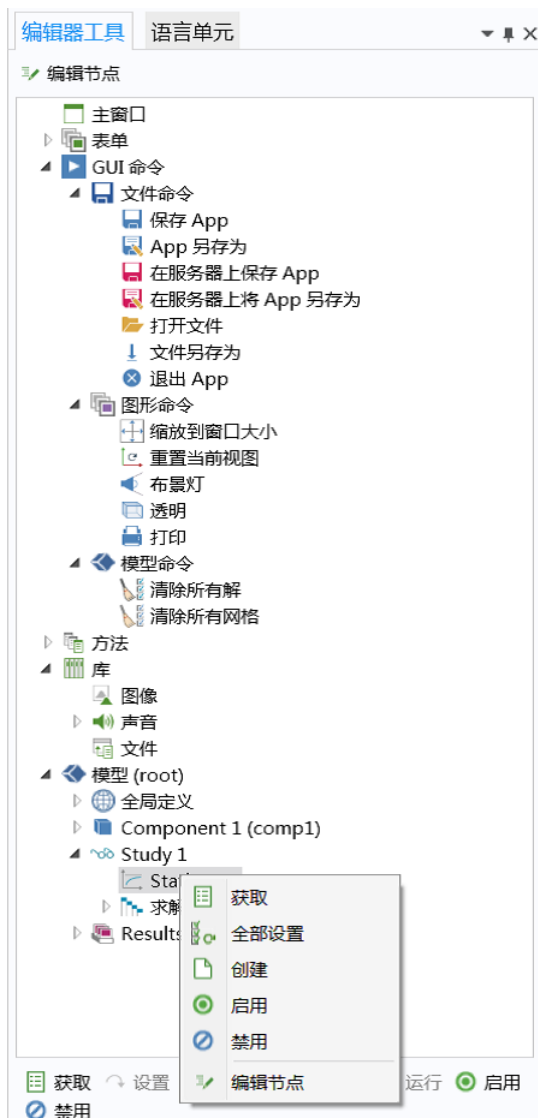 编辑器工具 语言单元
编辑节点
主窗口
表单
GUI 命令
文件命令
保存 App
App 另存为
在服务器上保存 App
在服务器上将 App 另存为
打开文件
文件另存为
退出 App
图形命令
缩放到窗口大小
重置当前视图
布景灯
透明
打印
模型命令
清除所有解
清除所有网格
方法
库
图像
声音
文件
模型 (root)
全局定义
Component 1 (comp1)
Study 1
获取
全部设置
Results
创建
启用
禁用
编辑节点
获取 设置 运行 启用
禁用